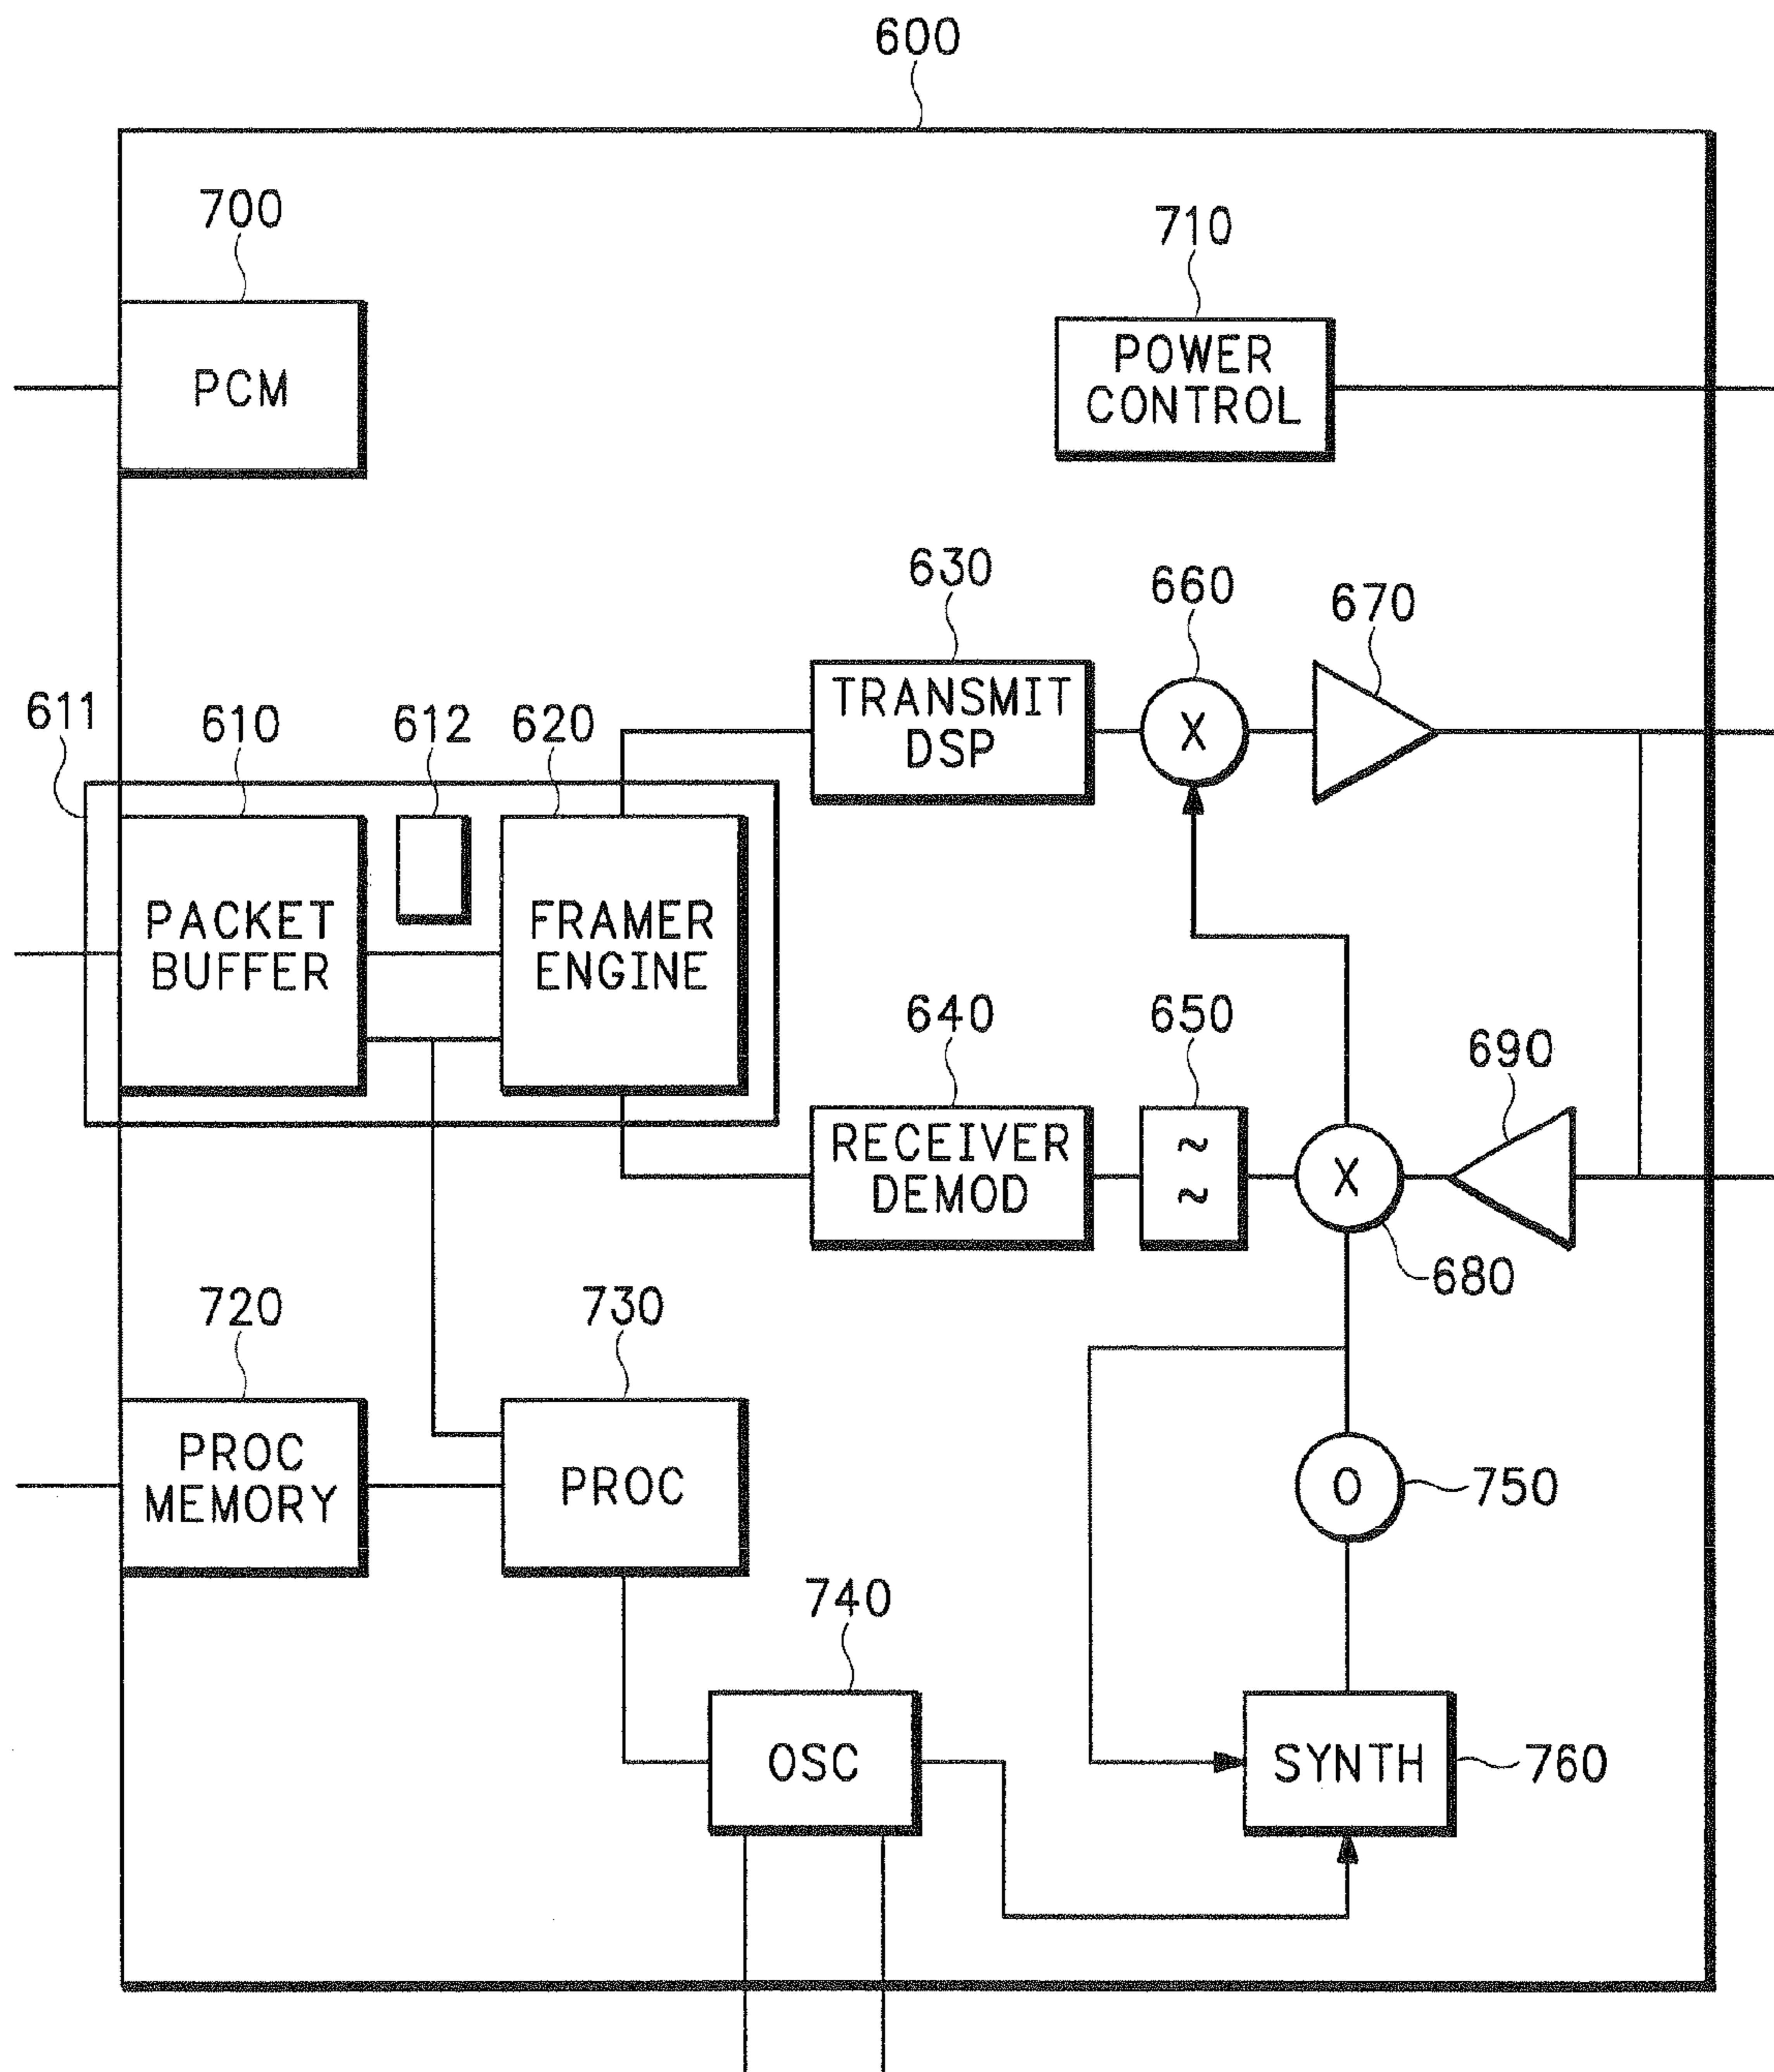 600
700
PCM
710
POWER
CONTROL
630
TRANSMIT
DSP
660
X
670
611
610
612
620
PACKET
BUFFER
FRAMER
ENGINE
640
RECEIVER
DEMOD
650
~
~
690
X
680
720
PROC
MEMORY
730
PROC
O
750
740
OSC
SYNTH
760